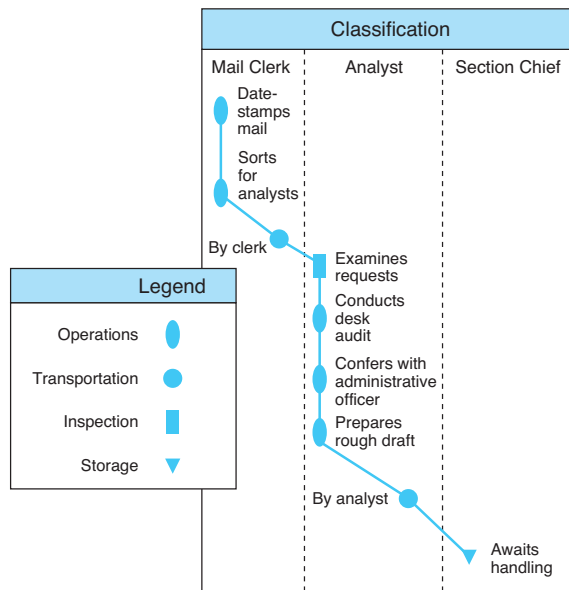 Classification
Mail Clerk
Analyst
Section Chief
Date-
stamps
mail
Sorts
for
analysts
By clerk
Examines
requests
Conducts
desk
audit
Confers with
administrative
officer
Prepares
rough draft
By analyst
Awaits
handling
Legend
Operations
Transportation
Inspection
Storage